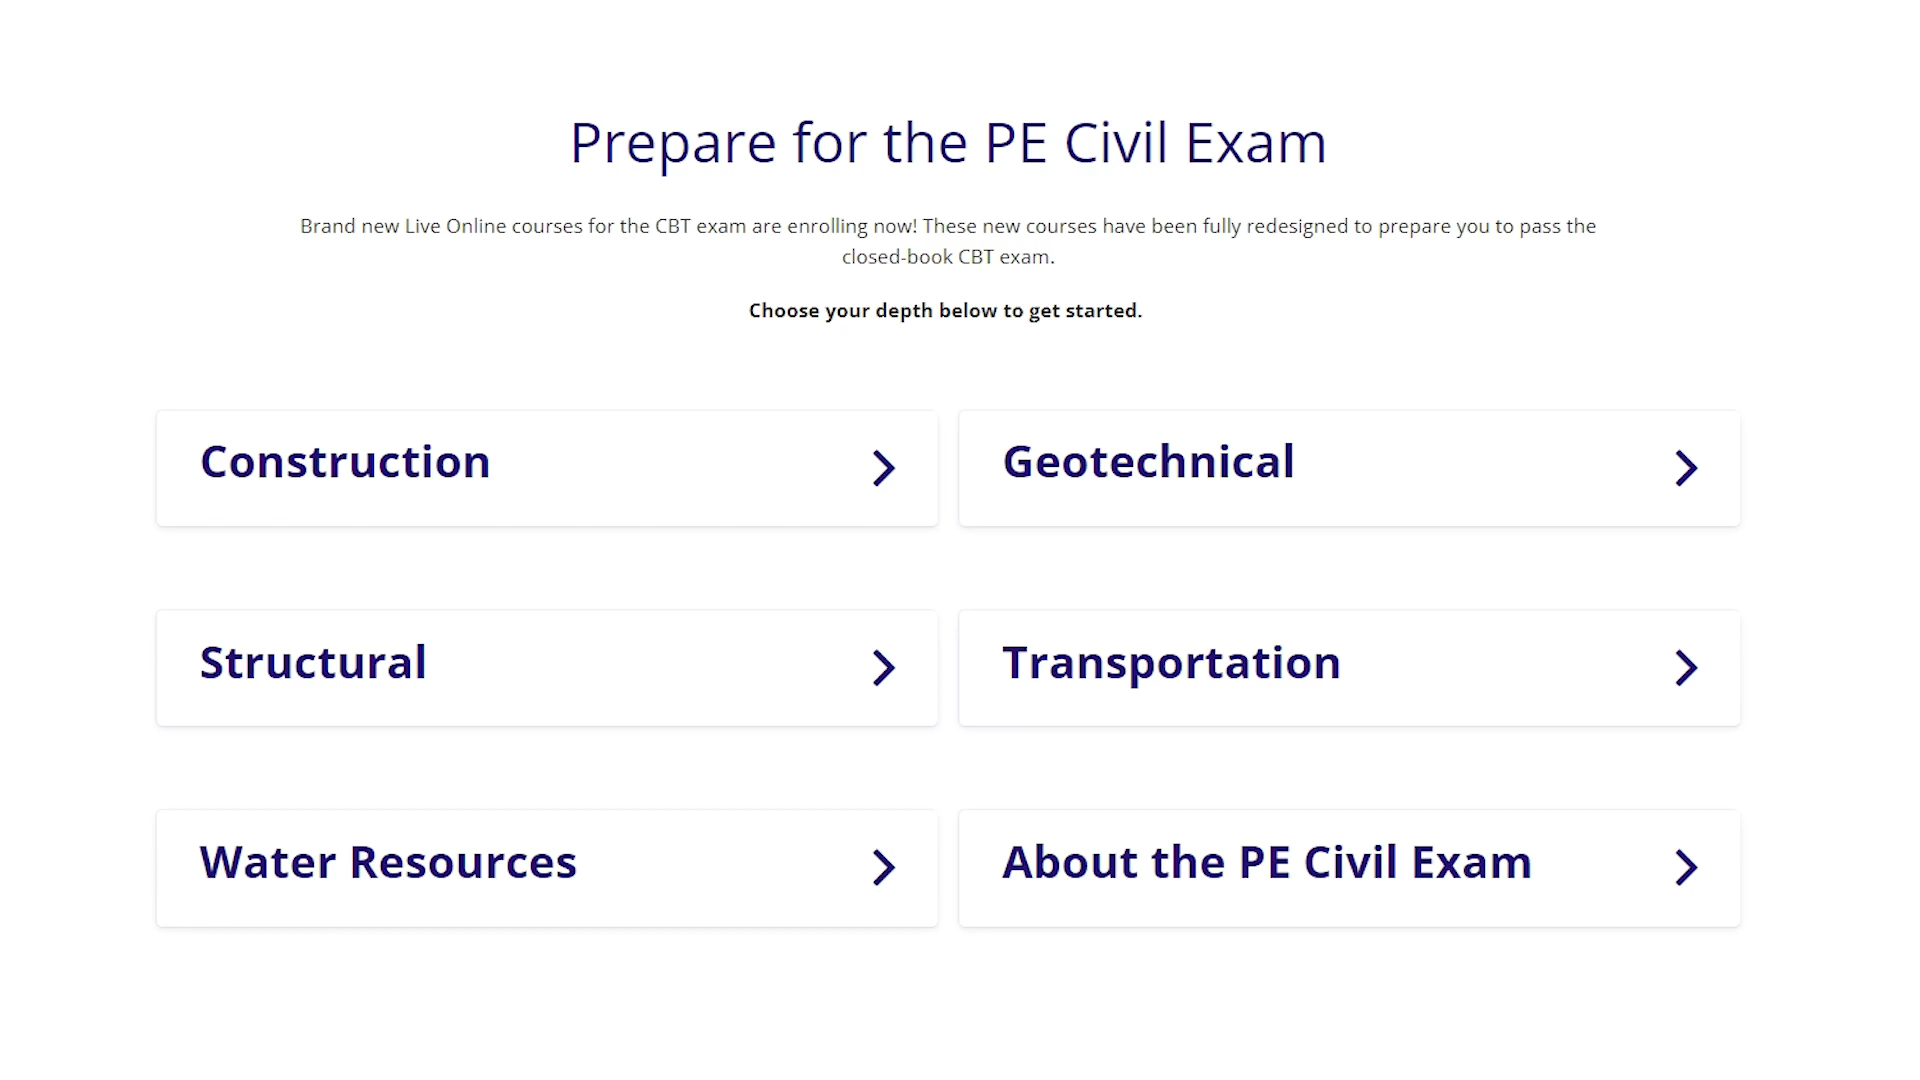 Prepare for the PE Civil Exam
Brand new Live Online courses for the CBT exam are enrolling now! These new courses have been fully redesigned to prepare you to pass the
closed-book CBT exam.
Choose your depth below to get started.
Construction
Geotechnical
Structural
Transportation
Water Resources
About the PE Civil Exam